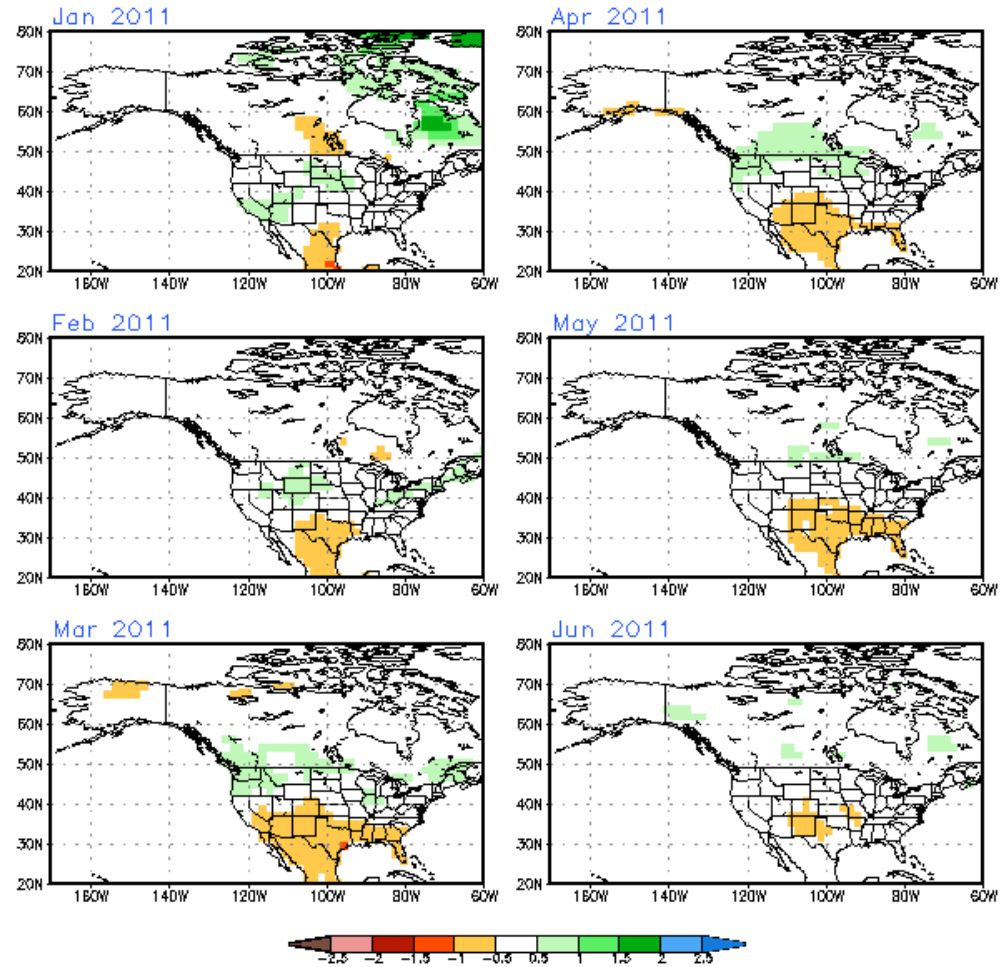 Jan 2011
80N
70N
60N
50N
40N
30N
20N
160W 140W 120W 100W 80W 60W
Apr 2011
80N
70N
60N
50N
40N
30N
20N
160W 140W 120W 100W 80W 60W
Feb 2011
80N
70N
60N
50N
40N
30N
20N
160W 140W 120W 100W 80W 60W
May 2011
80N
70N
60N
50N
40N
30N
20N
160W 140W 120W 100W 80W 60W
Mar 2011
80N
70N
60N
50N
40N
30N
20N
160W 140W 120W 100W 80W 60W
Jun 2011
80N
70N
60N
50N
40N
30N
20N
160W 140W 120W 100W 80W 60W
-2.5 -2 -1.5 -1 -0.5 0.5 1 1.5 2 2.5